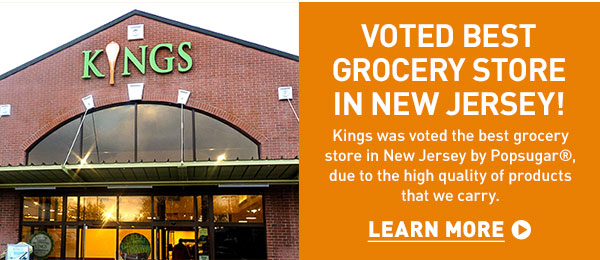 KINGS
VOTED BEST
GROCERY STORE
IN NEW JERSEY!
Kings was voted the best grocery
store in New Jersey by Popsugar®,
due to the high quality of products
that we carry.
LEARN MORE